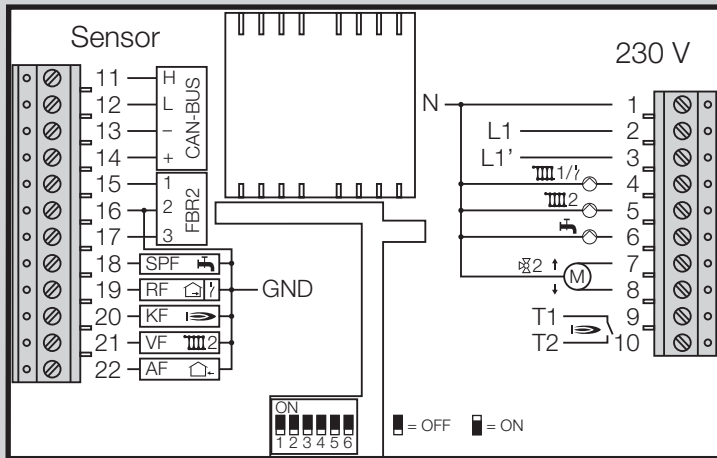 Sensor
230 V
11 H
12 L
13 −
14 +
CAN-BUS
15 1
16 2
17 3
FBR2
18 SPF
19 RF
20 KF
21 VF 2
22 AF
GND
N 1
L1 2
L1' 3
1/ 4
2 5
6
2 M 7
8
T1 9
T2 10
ON
1 2 3 4 5 6
= OFF = ON